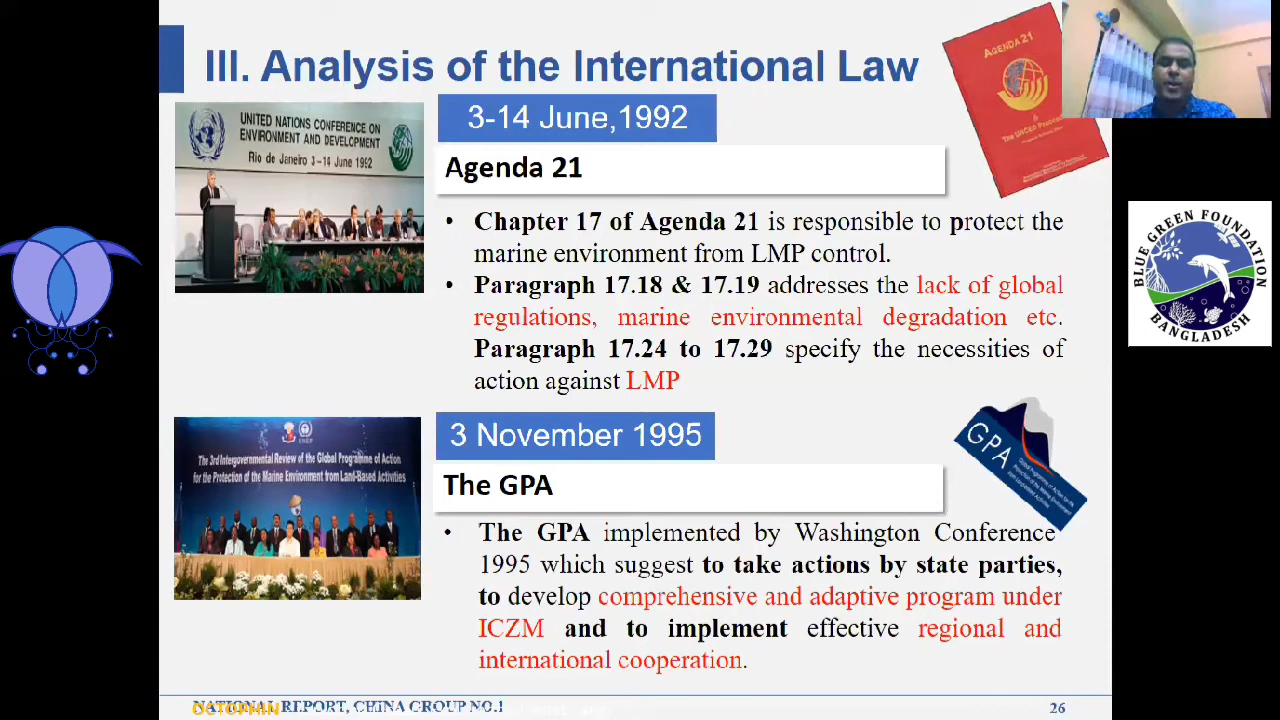 III. Analysis of the International Law
AGENDA 21
UNITED NATIONS CONFERENCE ON
ENVIRONMENT AND DEVELOPMENT
Rio de Janeiro 3-14 June 1992
3-14 June,1992
Agenda 21
• Chapter 17 of Agenda 21 is responsible to protect the
marine environment from LMP control.
• Paragraph 17.18 & 17.19 addresses the lack of global
regulations, marine environmental degradation etc.
Paragraph 17.24 to 17.29 specify the necessities of
action against LMP
BLUE GREEN FOUNDATION
BANGLADESH
3 November 1995
The GPA
GPA
The 3rd Intergovernmental Review of the Global Programme of Action
for the Protection of the Marine Environment from Land-Based Activities
• The GPA implemented by Washington Conference
1995 which suggest to take actions by state parties,
to develop comprehensive and adaptive program under
ICZM and to implement effective regional and
international cooperation.
NATIONAL REPORT, CHINA GROUP NO.1
OCTOPHIN
26